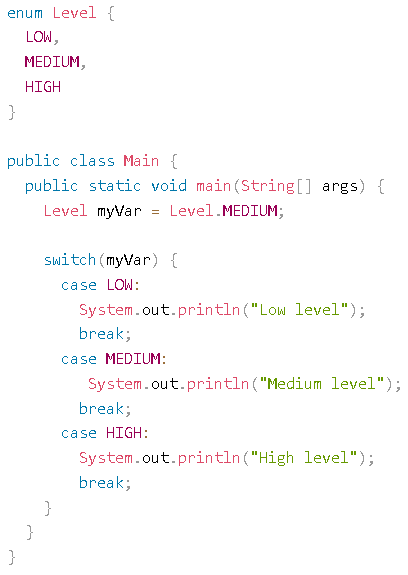 enum Level {
  LOW,
  MEDIUM,
  HIGH
}

public class Main {
  public static void main(String[] args) {
    Level myVar = Level.MEDIUM;

    switch(myVar) {
      case LOW:
        System.out.println("Low level");
        break;
      case MEDIUM:
         System.out.println("Medium level");
        break;
      case HIGH:
        System.out.println("High level");
        break;
    }
  }
}